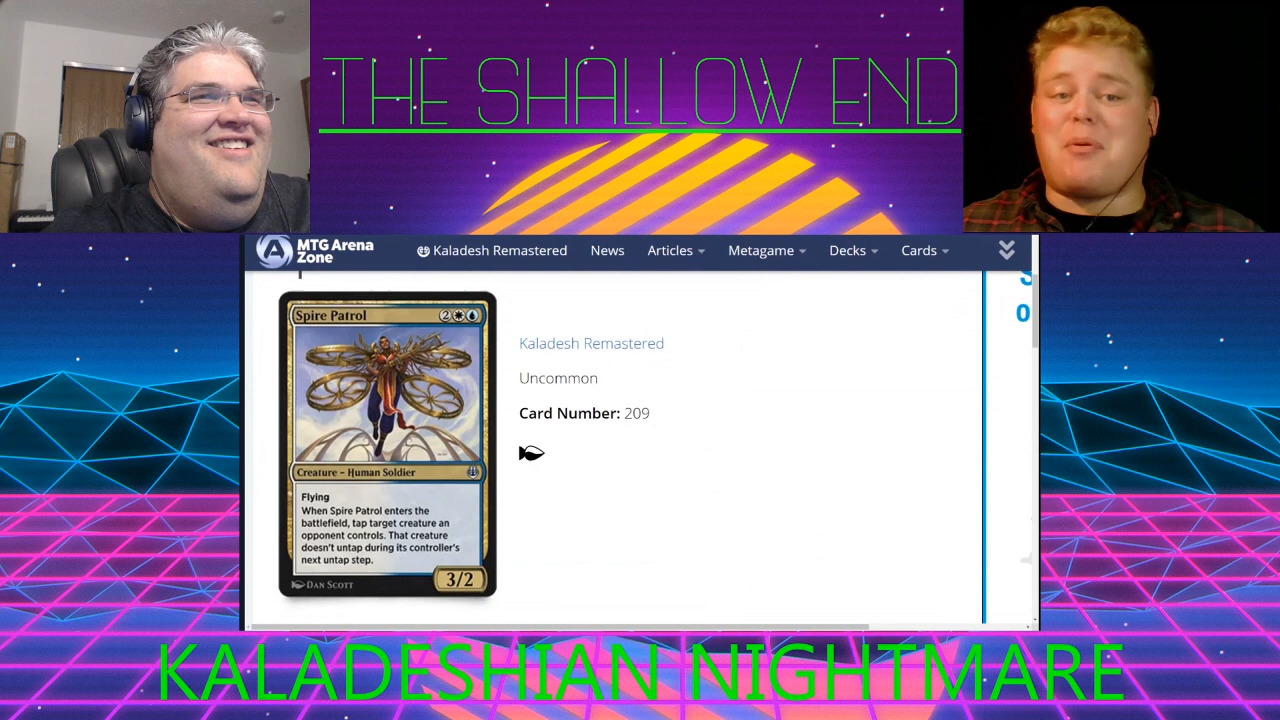 THE SHALLOW END
MTG Arena
Zone
Kaladesh Remastered
News
Articles
Metagame
Decks
Cards
S
0
Spire Patrol
2
Kaladesh Remastered
Uncommon
Card Number: 209
Creature – Human Soldier
Flying
When Spire Patrol enters the
battlefield, tap target creature an
opponent controls. That creature
doesn't untap during its controller's
next untap step.
DAN SCOTT
3/2
KALADESHIAN NIGHTMARE